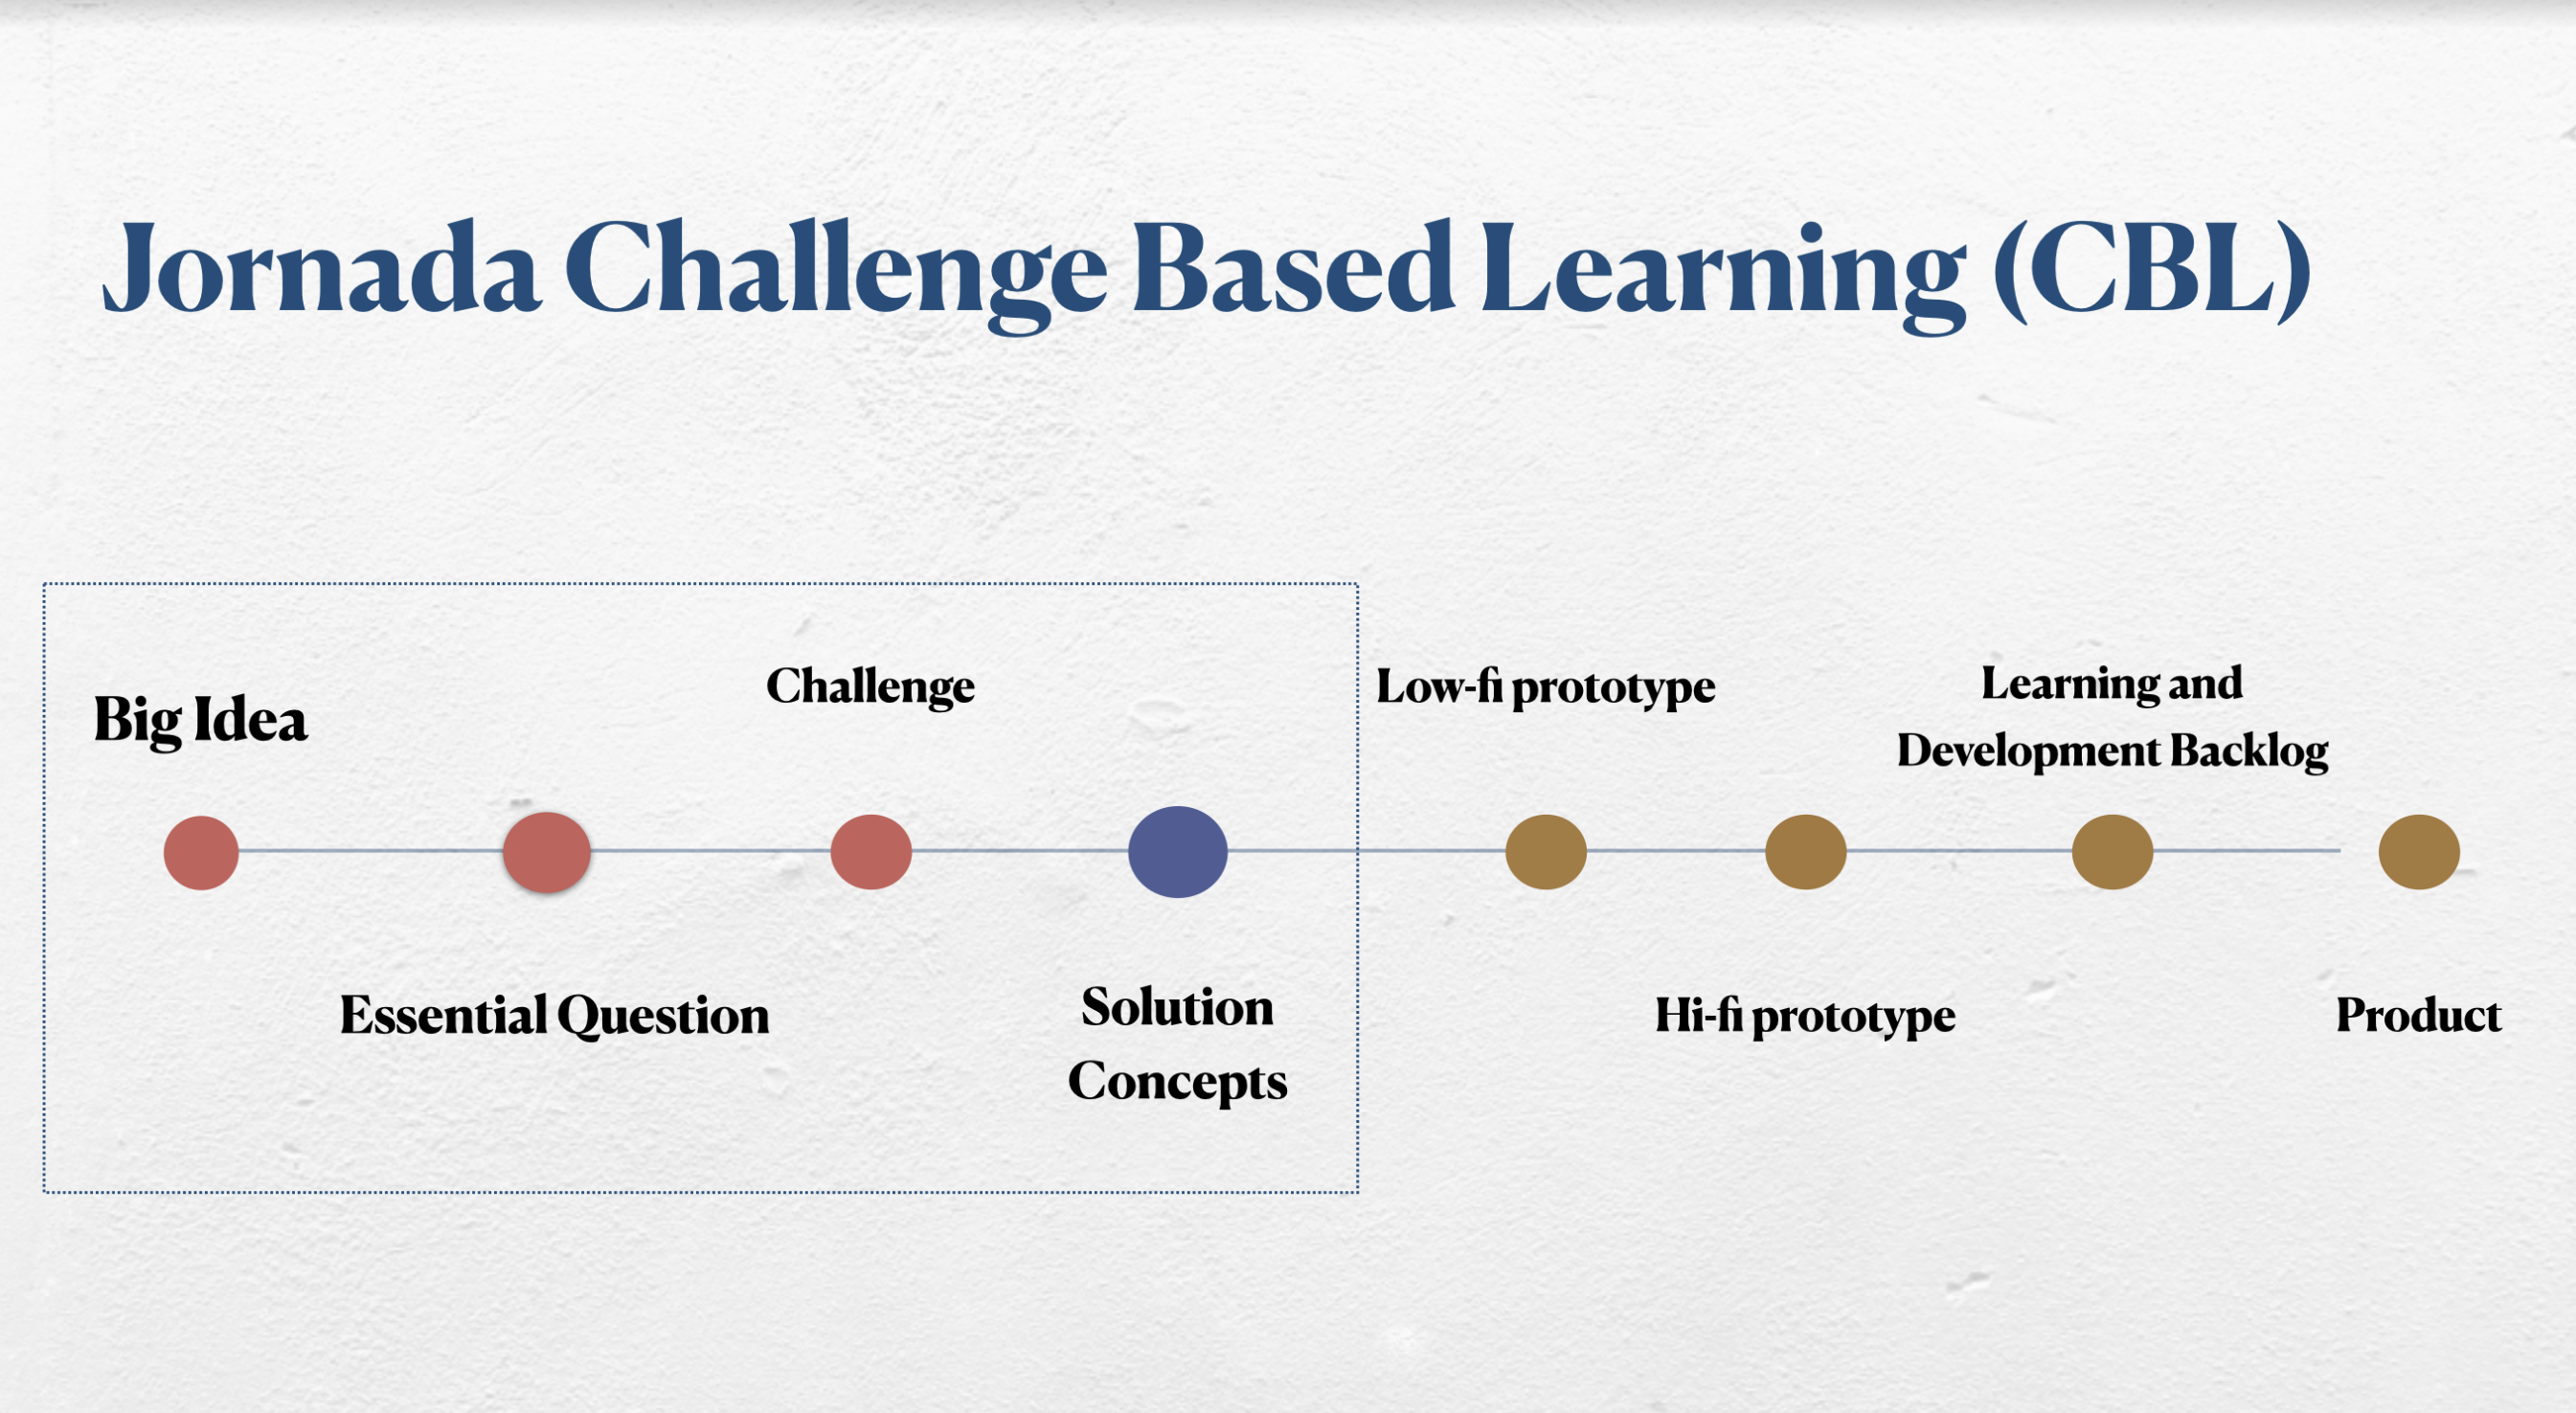 Jornada Challenge Based Learning (CBL)
Big Idea
Essential Question
Challenge
Solution
Concepts
Low-fi prototype
Hi-fi prototype
Learning and
Development Backlog
Product